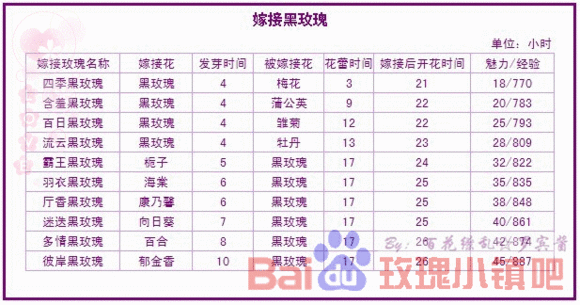 嫁接黑玫瑰
单位：小时
嫁接玫瑰名称 嫁接花 发芽时间 被嫁接花 花蕾时间 嫁接后开花时间 魅力/经验
四季黑玫瑰 黑玫瑰 4 梅花 3 21 18/770
含羞黑玫瑰 黑玫瑰 4 蒲公英 9 22 20/783
百日黑玫瑰 黑玫瑰 4 雏菊 12 22 25/793
流云黑玫瑰 黑玫瑰 4 牡丹 13 23 28/809
霸王黑玫瑰 栀子 5 黑玫瑰 17 24 32/822
羽衣黑玫瑰 海棠 6 黑玫瑰 17 25 35/835
厅香黑玫瑰 康乃馨 6 黑玫瑰 17 25 38/848
迷迭黑玫瑰 向日葵 7 黑玫瑰 17 25 40/861
多情黑玫瑰 百合 8 黑玫瑰 17 26 42/874
彼岸黑玫瑰 郁金香 10 黑玫瑰 17 26 45/887
By: 百花缭乱
Bai du 玫瑰小镇吧